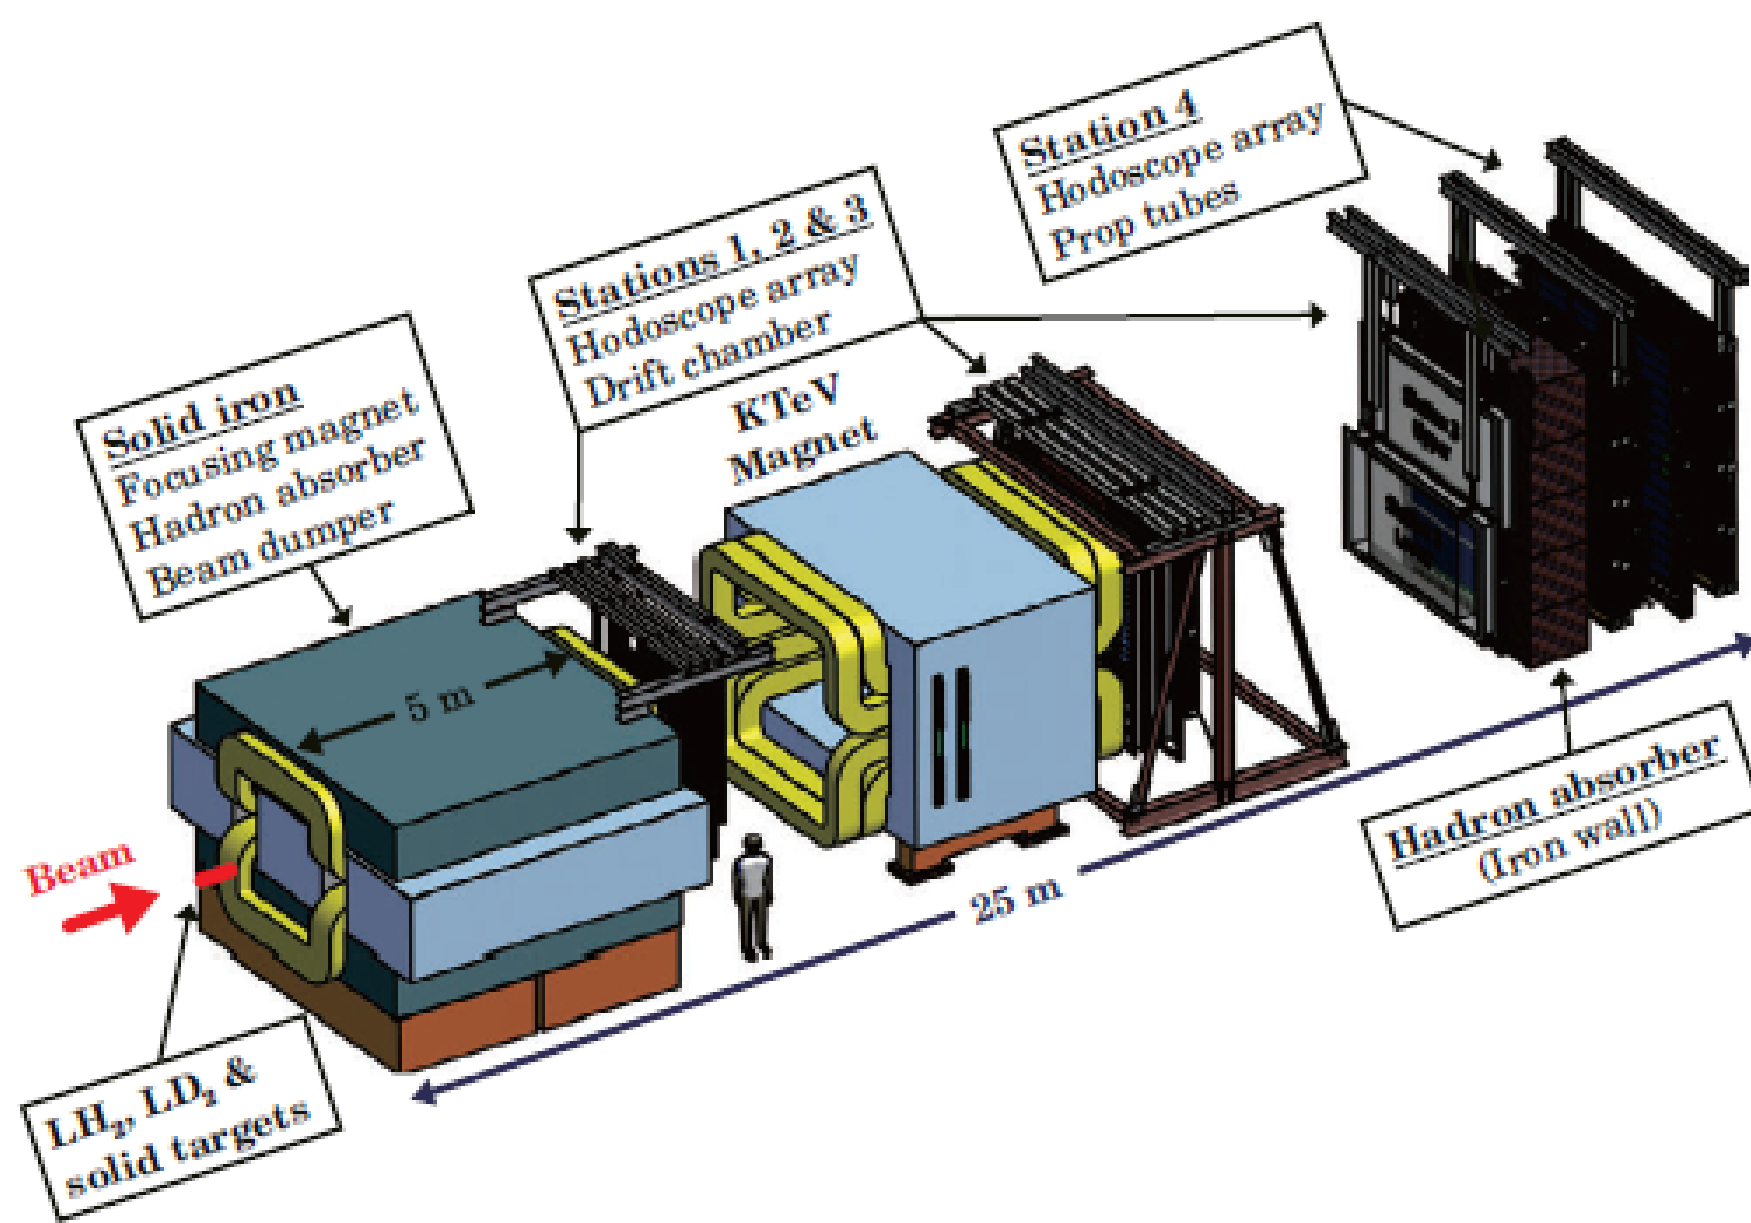 Station 4
Hodoscope array
Prop tubes
Stations 1, 2 & 3
Hodoscope array
Drift chamber
KTeV
Magnet
Solid iron
Focusing magnet
Hadron absorber
Beam dumper
5 m
Beam
25 m
Hadron absorber
(Iron wall)
LH₂, LD₂ &
solid targets